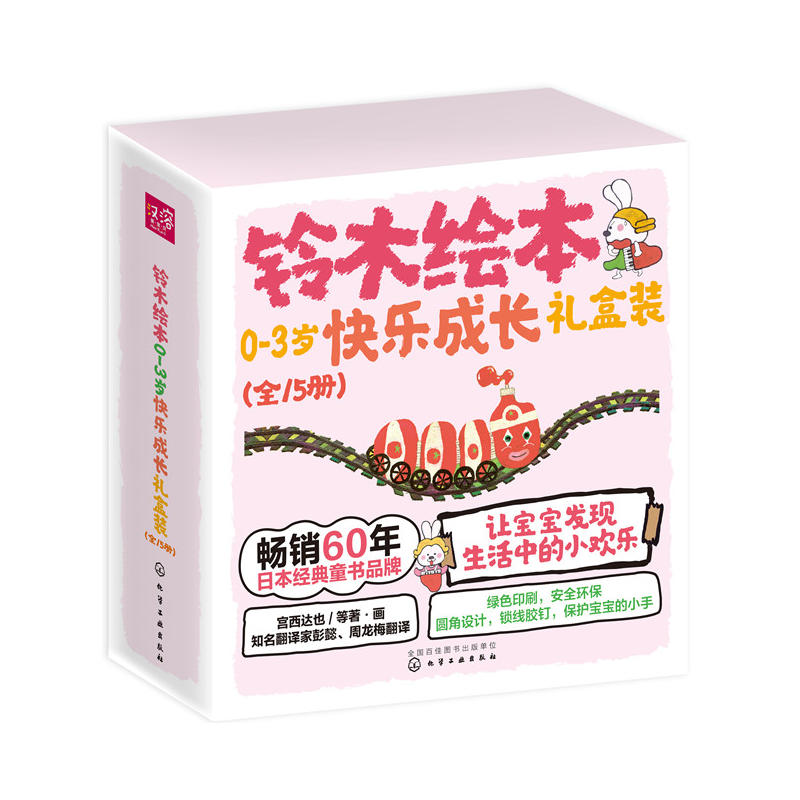 铃木绘本
0-3岁 快乐成长 礼盒装
(全15册)
畅销60年
日本经典童书品牌
让宝宝发现
生活中的小欢乐
宫西达也/等著·画
知名翻译家彭懿、周龙梅翻译
绿色印刷,安全环保
圆角设计,锁线胶钉,保护宝宝的小手
全国百佳图书出版单位
化学工业出版社
汉溶
铃木绘本0-3岁快乐成长礼盒装
(全15册)
化学工业出版社